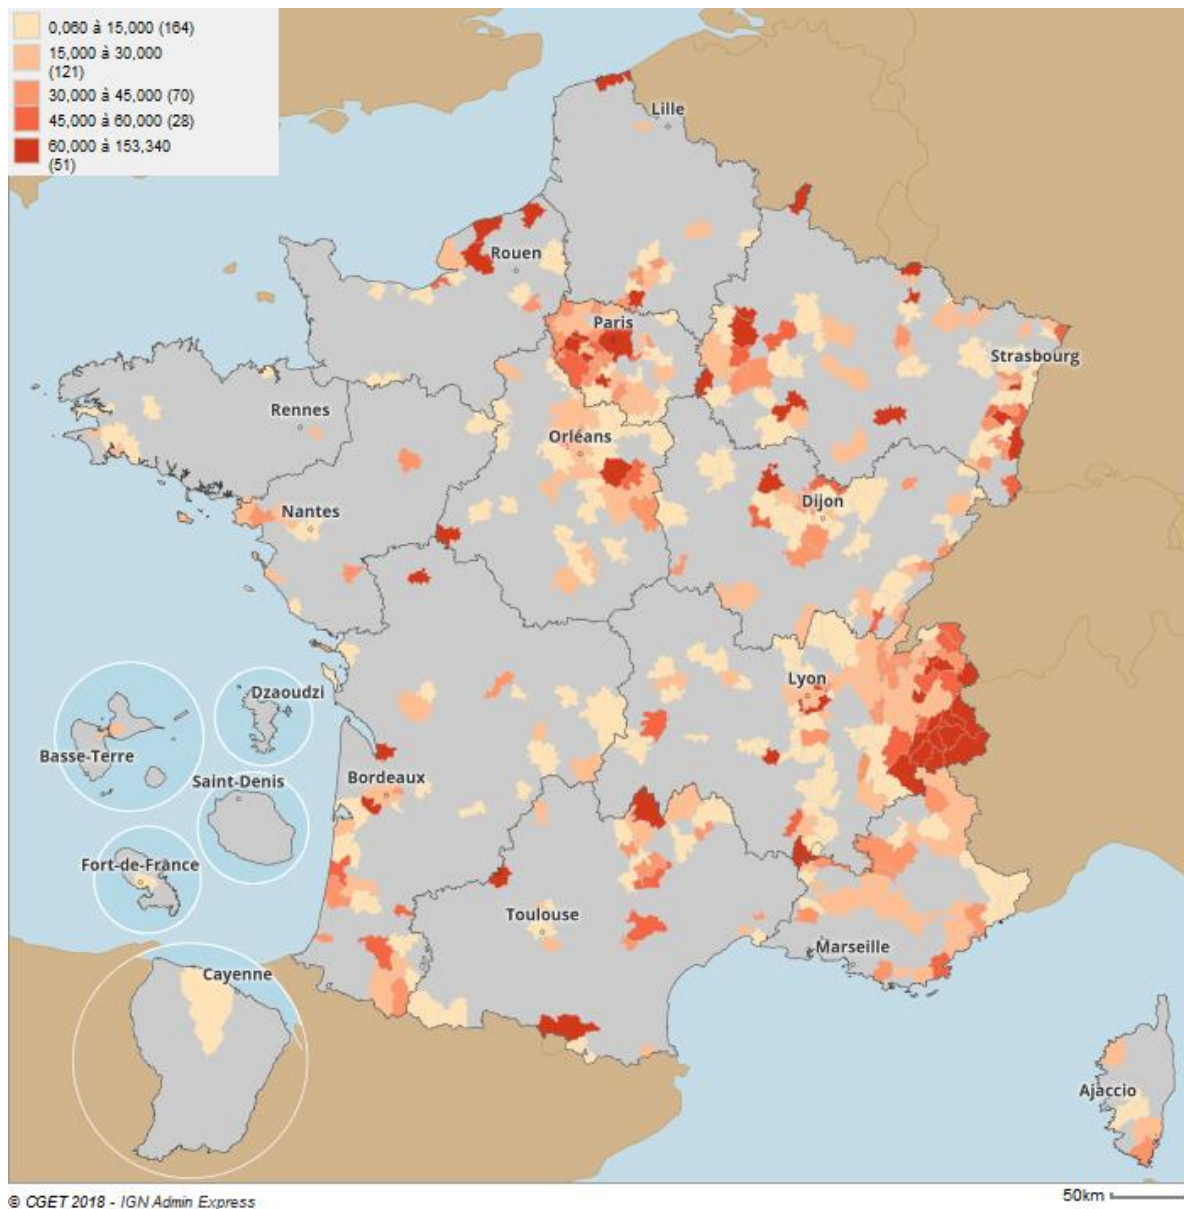 0,060 à 15,000 (164)
15,000 à 30,000
(121)
30,000 à 45,000 (70)
45,000 à 60,000 (28)
60,000 à 153,340
(51)
Lille
Rouen
Paris
Strasbourg
Rennes
Orléans
Nantes
Dijon
Lyon
Dzaoudzi
Basse-Terre
Saint-Denis
Bordeaux
Fort-de-France
Toulouse
Marseille
Cayenne
Ajaccio
© CGET 2018 - IGN Admin Express
50km